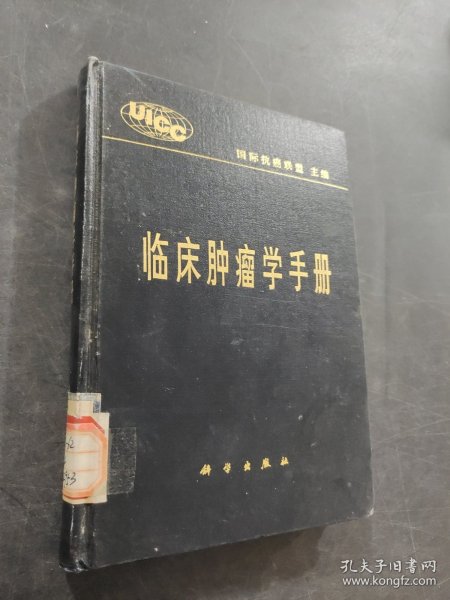 UICC
国际抗癌联盟 主编
临床肿瘤学手册
科学出版社
孔夫子旧书网
www.kongfz.com